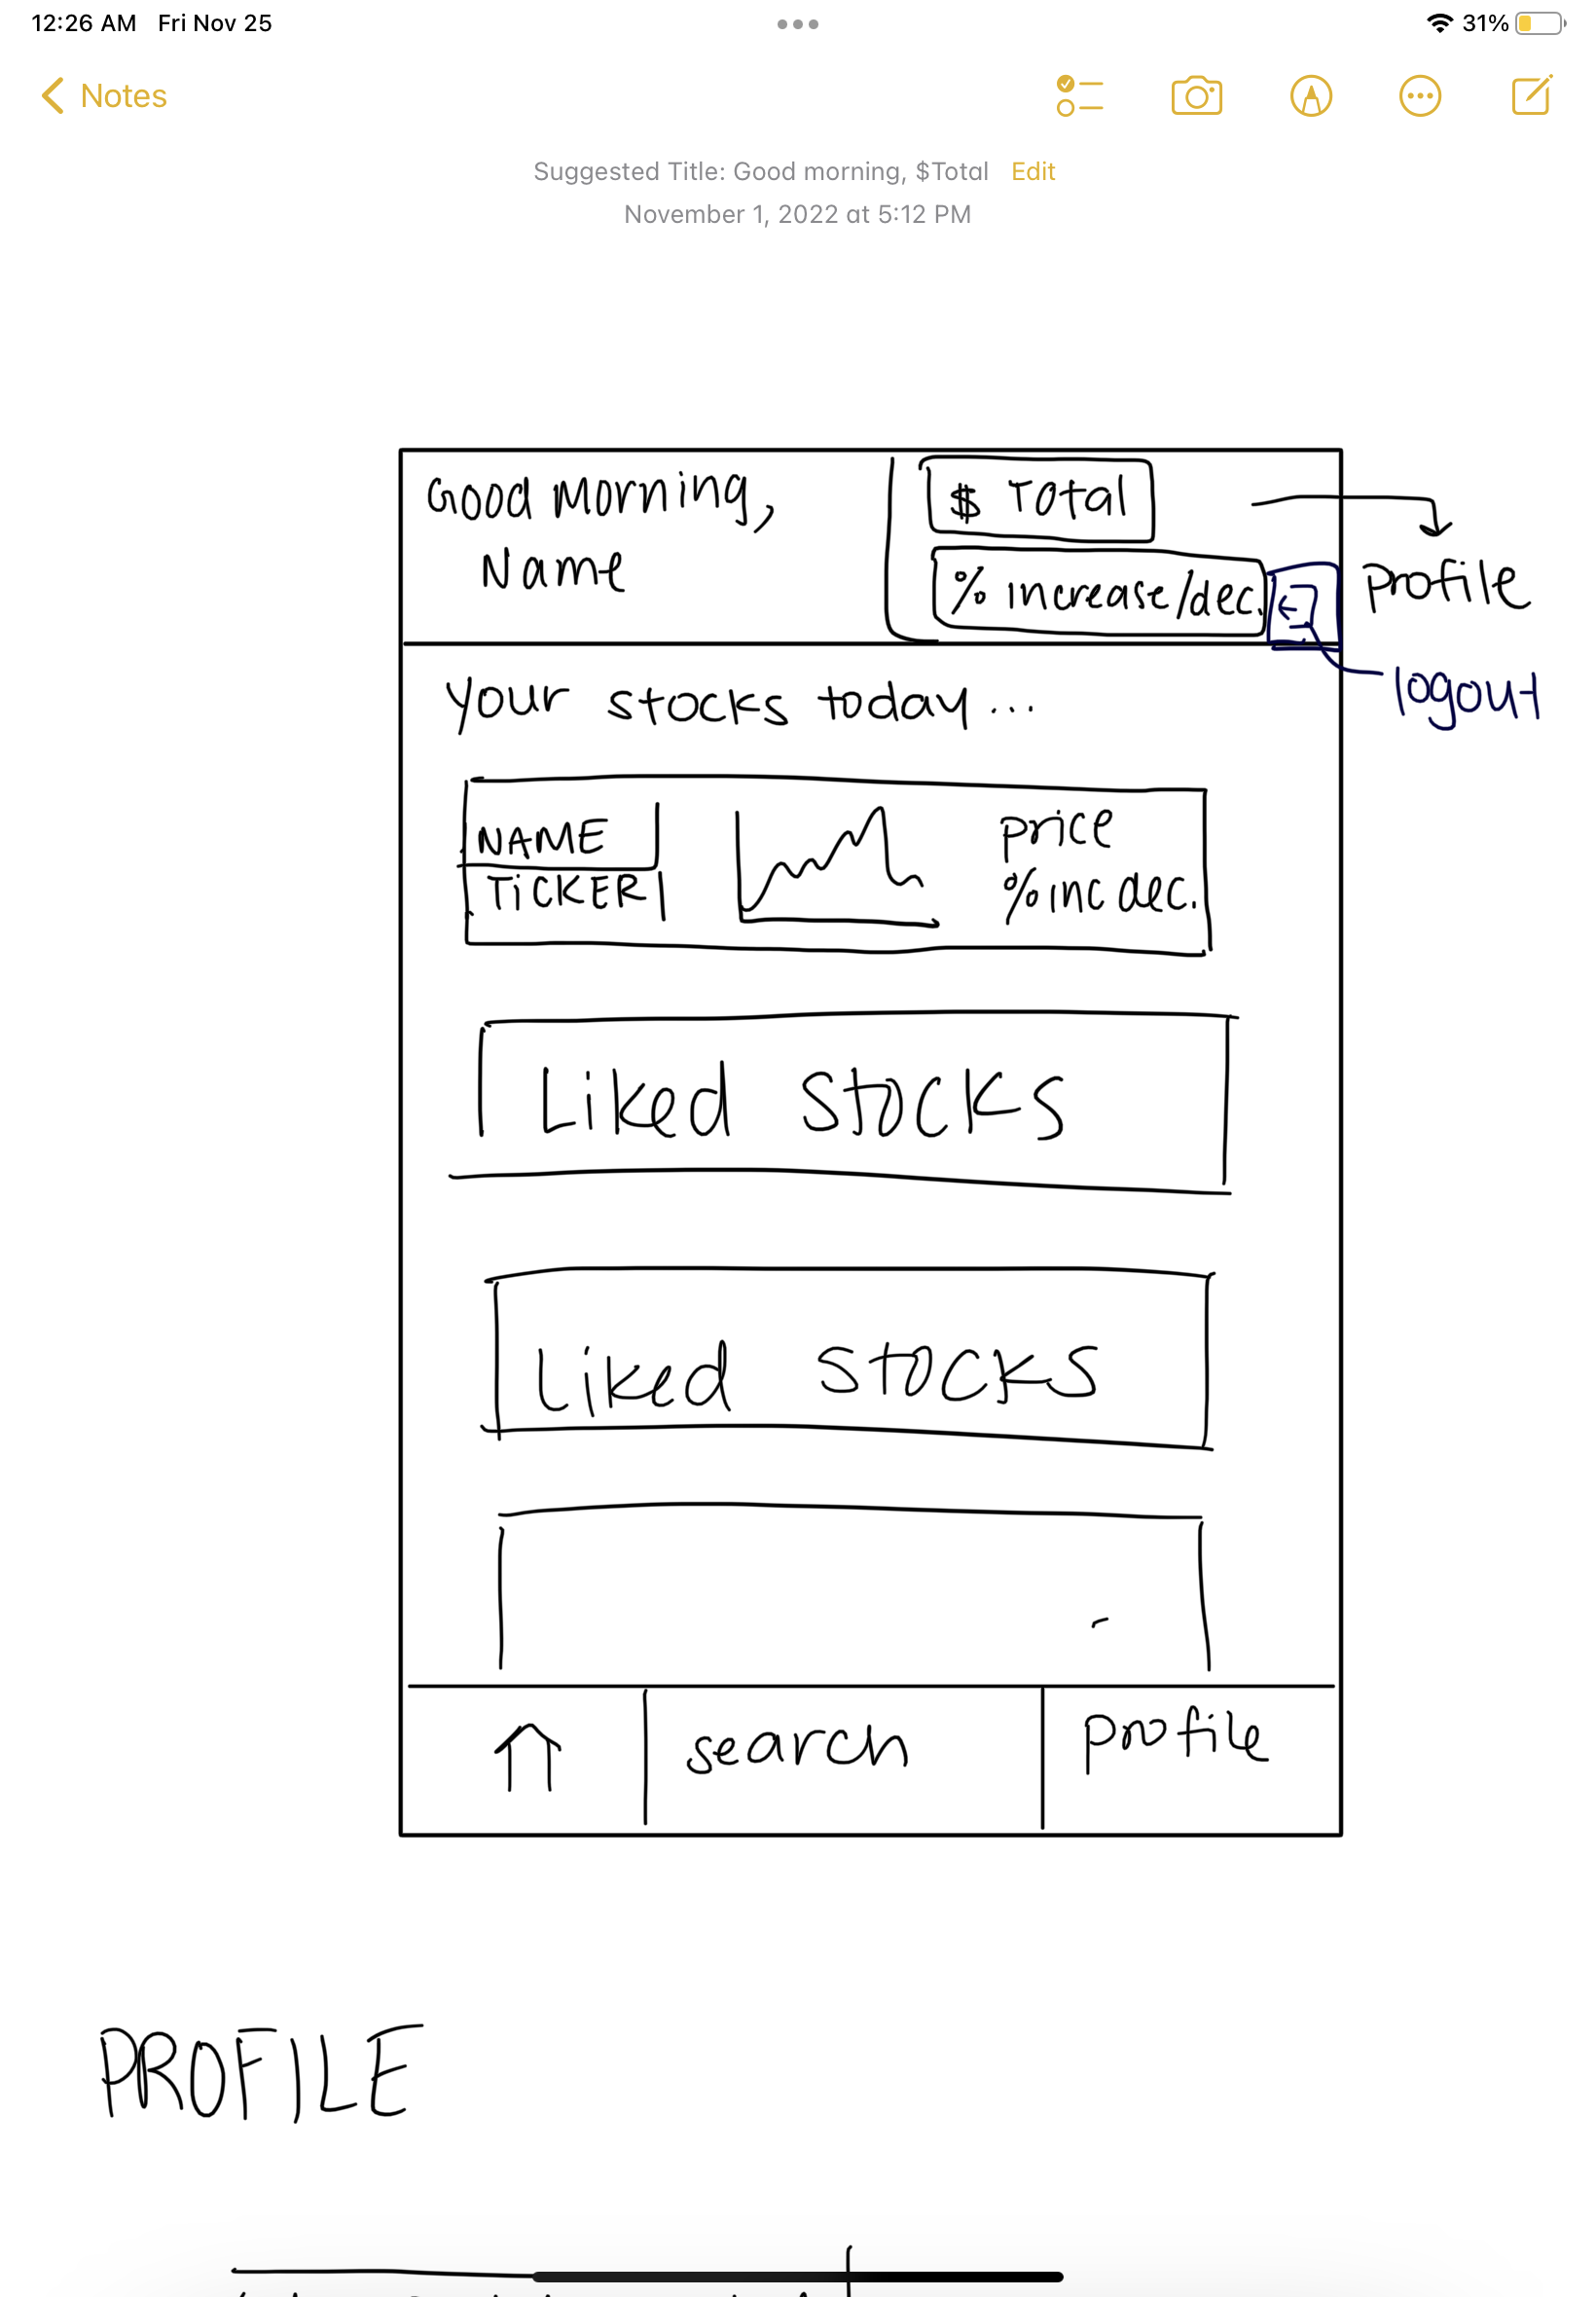 12:26 AM Fri Nov 25
31%
Notes
Suggested Title: Good morning, $Total Edit
November 1, 2022 at 5:12 PM
Good Morning,
Name
$ Total
% increase/dec.
profile
logout
your stocks today...
NAME
TiCKER
price
% inc dec.
Liked Stocks
Liked Stocks
search
profile
PROFILE